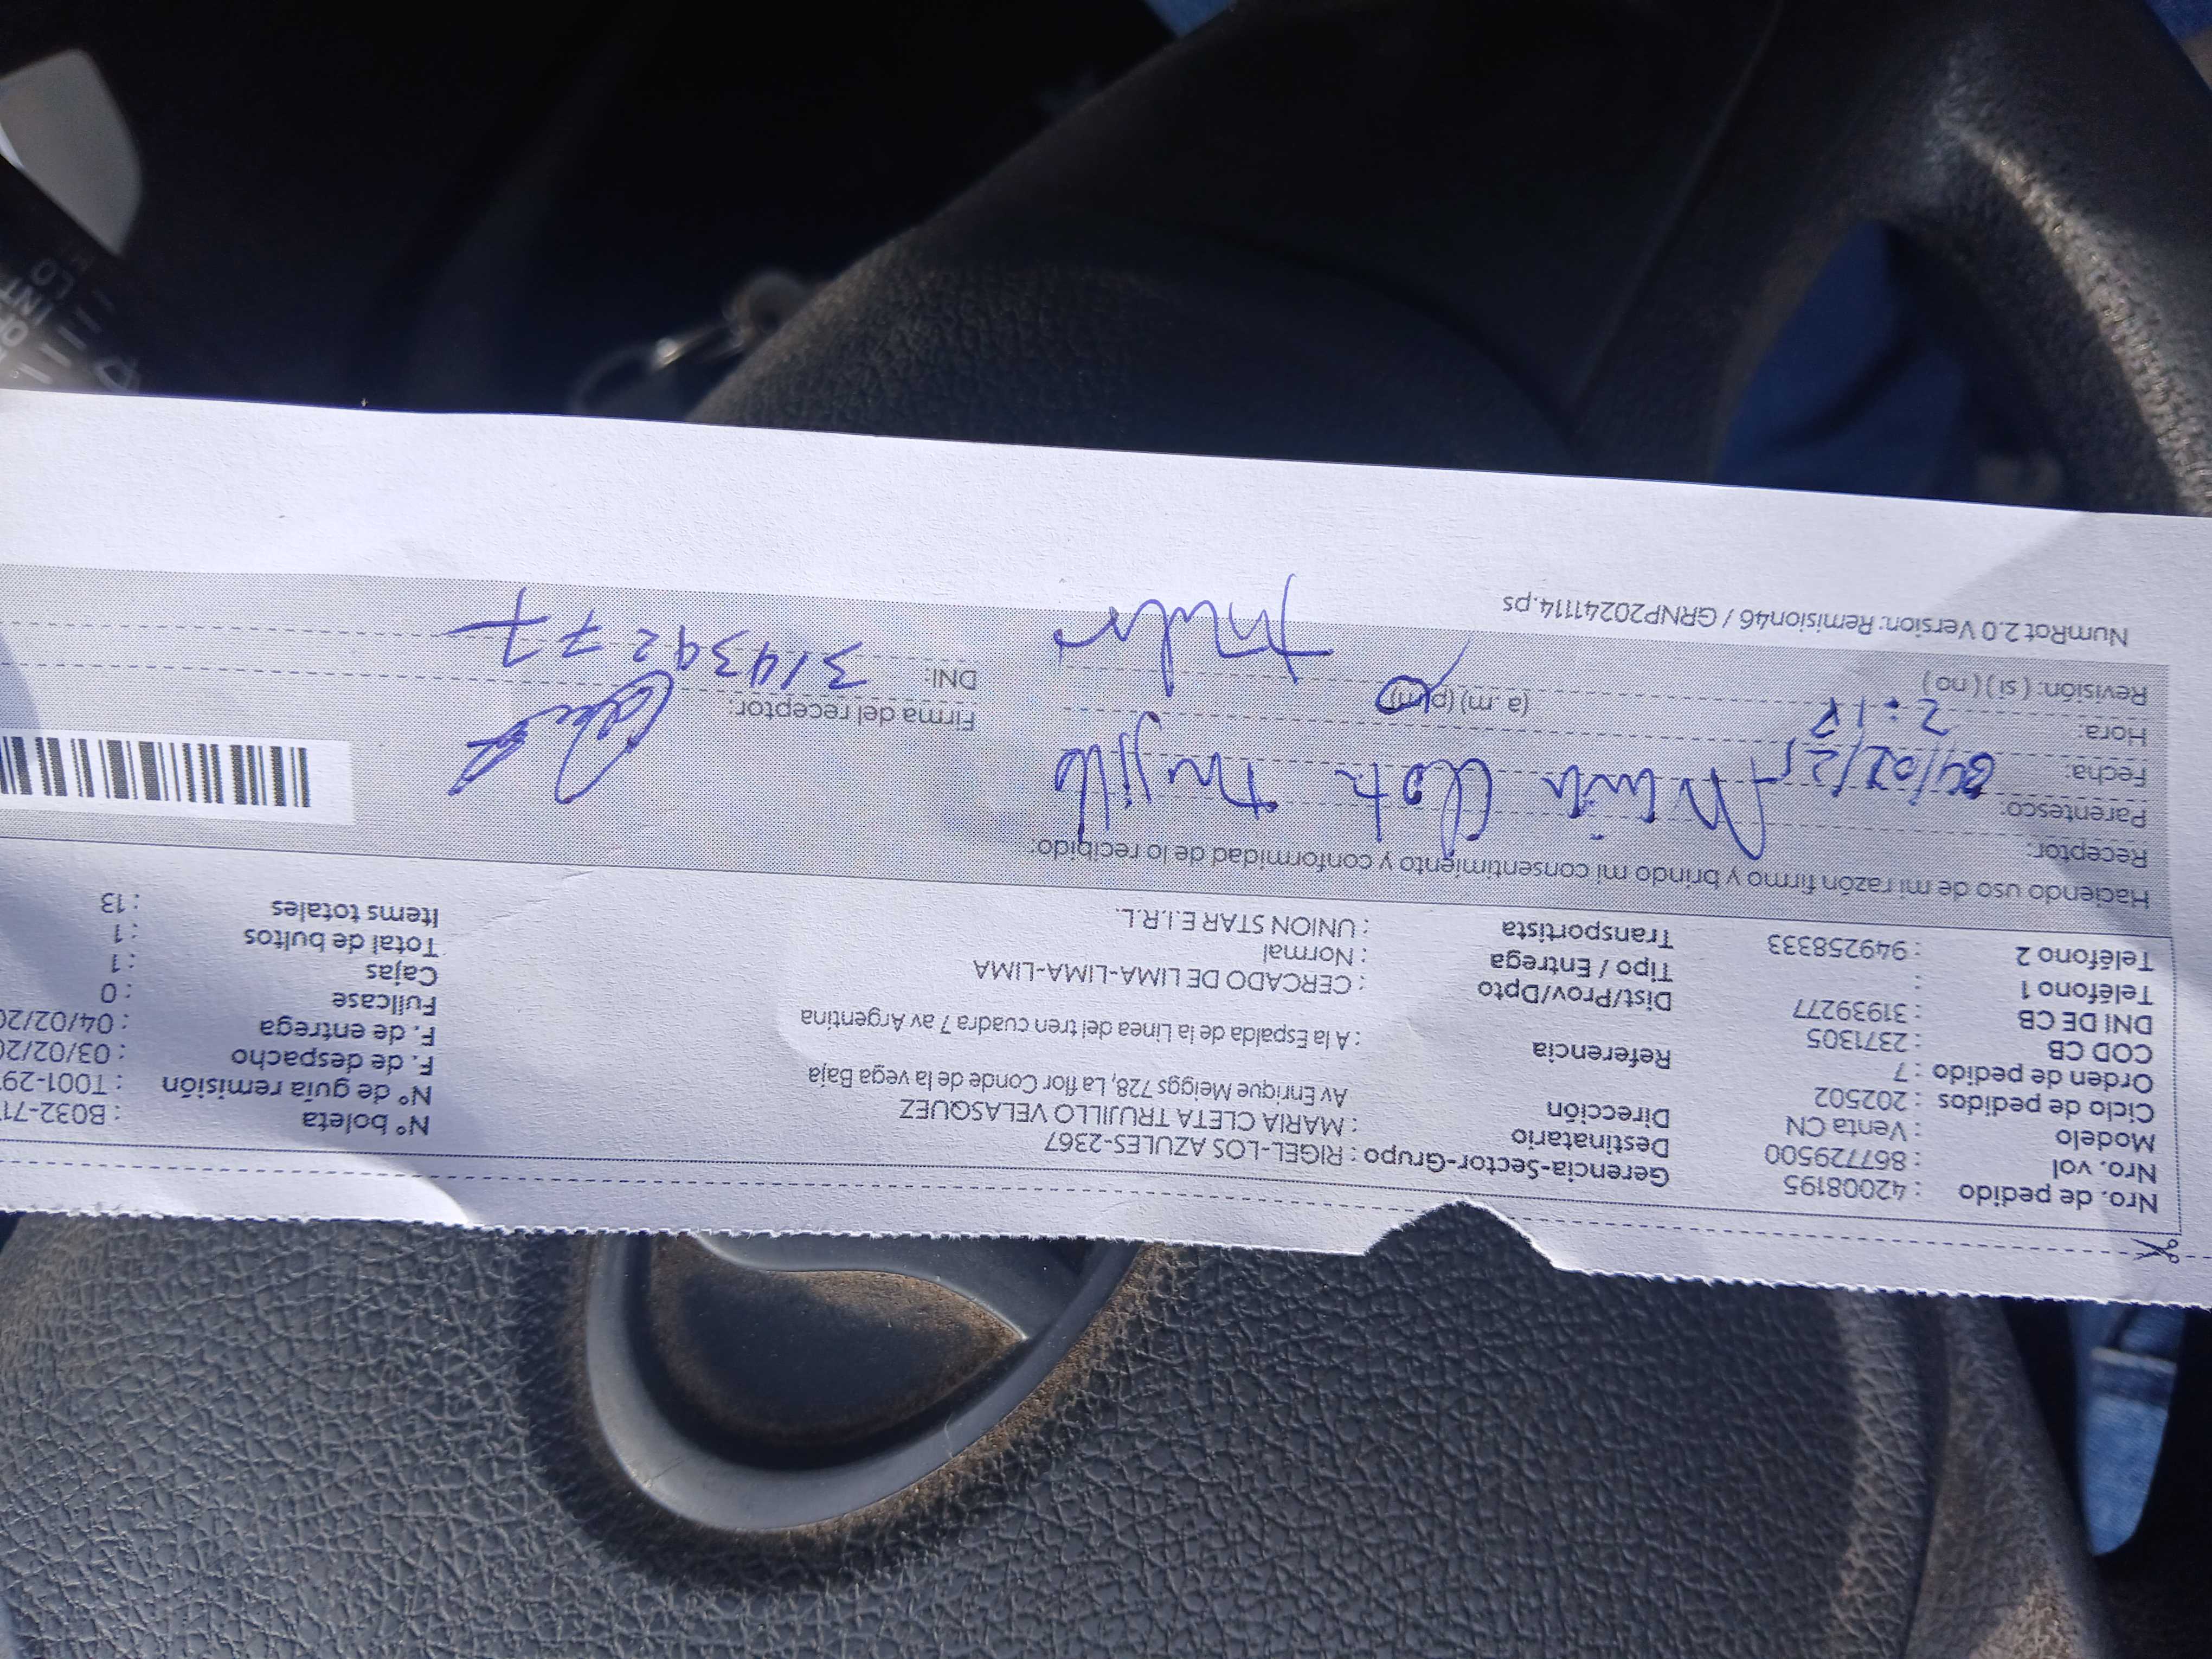 Nro. de pedido : 42008195
Nro. vol : 867729500
Modelo : Venta CN
Ciclo de pedidos : 202502
Orden de pedido : 7
COD CB : 2371305
DNI DE CB : 31939277
Teléfono 1 :
Teléfono 2 : 949258333
Gerencia-Sector-Grupo : RIGEL-LOS AZULES-2367
Destinatario : MARIA CLETA TRUJILLO VELASQUEZ
Dirección Av Enrique Meiggs 728, La flor Conde de la vega Baja
Referencia : A la Espalda de la Linea del tren cuadra 7 av Argentina
Dist/Prov/Dpto : CERCADO DE LIMA-LIMA-LIMA
Tipo / Entrega : Normal
Transportista : UNION STAR E.I.R.L.
N° boleta : B032-71
N° de guía remisión : T001-29
F. de despacho : 03/02/20
F. de entrega : 04/02/20
Fullcase : 0
Cajas : 1
Total de bultos : 1
Items totales : 13
Haciendo uso de mi razón firmo y brindo mi consentimiento y conformidad de lo recibido:
Receptor:
Parentesco: Maria Cleta Trujillo
Fecha: 04/02/25
Hora: 2:18 (a.m) (p.m)
Revisión: ( si ) ( no )
Firma del receptor:
DNI: 31439277
NumRot 2.0 Version: Remision46 / GRNP20241114.ps